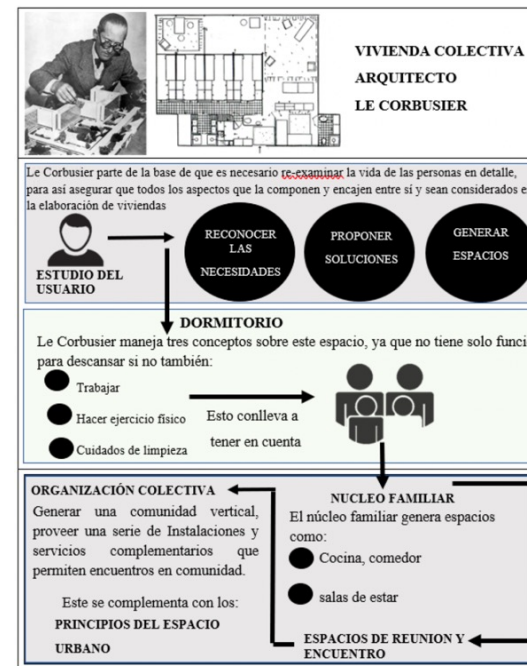 VIVIENDA COLECTIVA
ARQUITECTO
LE CORBUSIER
Le Corbusier parte de la base de que es necesario re-examinar la vida de las personas en detalle,
para así asegurar que todos los aspectos que la componen y encajen entre sí y sean considerados e
la elaboración de viviendas
ESTUDIO DEL
USUARIO
RECONOCER
LAS
NECESIDADES
PROPONER
SOLUCIONES
GENERAR
ESPACIOS
DORMITORIO
Le Corbusier maneja tres conceptos sobre este espacio, ya que no tiene solo funci
para descansar si no también:
Trabajar
Hacer ejercicio físico
Cuidados de limpieza
Esto conlleva a
tener en cuenta
ORGANIZACIÓN COLECTIVA
Generar una comunidad vertical,
proveer una serie de Instalaciones y
servicios complementarios que
permiten encuentros en comunidad.
Este se complementa con los:
PRINCIPIOS DEL ESPACIO
URBANO
NUCLEO FAMILIAR
El núcleo familiar genera espacios
como:
Cocina, comedor
salas de estar
ESPACIOS DE REUNION Y
ENCUENTRO